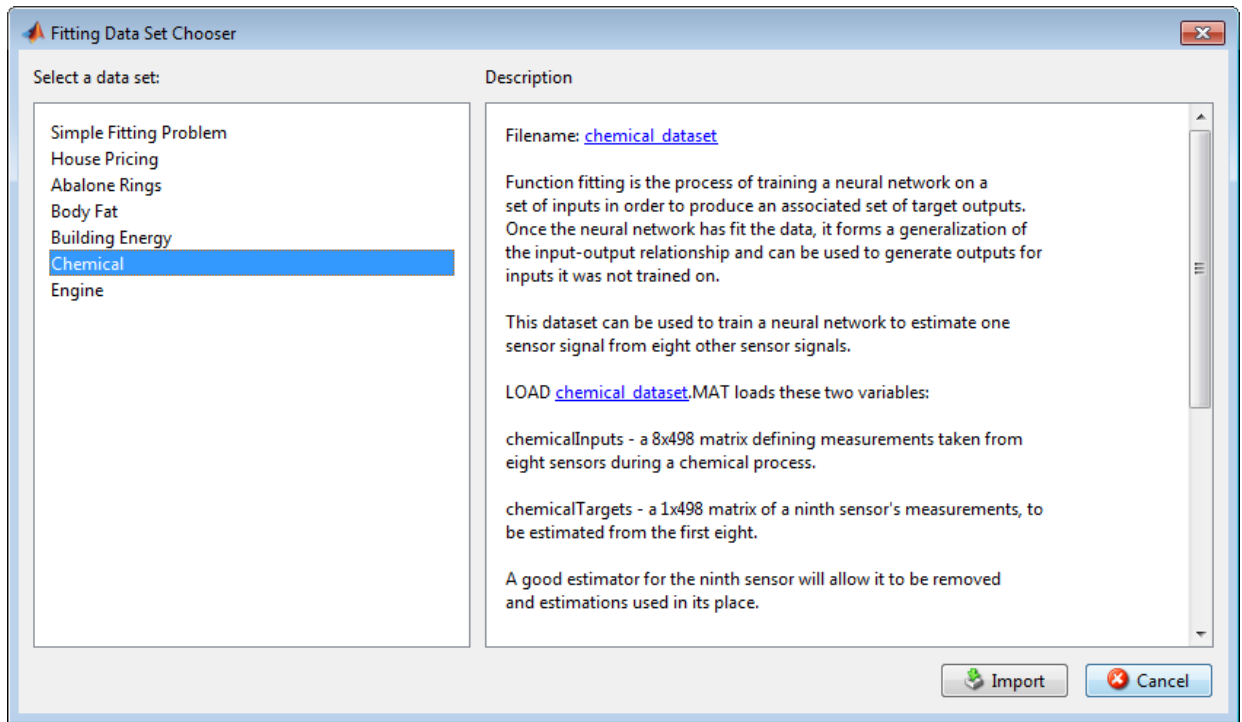 Fitting Data Set Chooser
Select a data set:
Simple Fitting Problem
House Pricing
Abalone Rings
Body Fat
Building Energy
Chemical
Engine
Description
Filename: chemical_dataset
Function fitting is the process of training a neural network on a
set of inputs in order to produce an associated set of target outputs.
Once the neural network has fit the data, it forms a generalization of
the input-output relationship and can be used to generate outputs for
inputs it was not trained on.
This dataset can be used to train a neural network to estimate one
sensor signal from eight other sensor signals.
LOAD chemical_dataset.MAT loads these two variables:
chemicalInputs - a 8x498 matrix defining measurements taken from
eight sensors during a chemical process.
chemicalTargets - a 1x498 matrix of a ninth sensor's measurements, to
be estimated from the first eight.
A good estimator for the ninth sensor will allow it to be removed
and estimations used in its place.
Import
Cancel